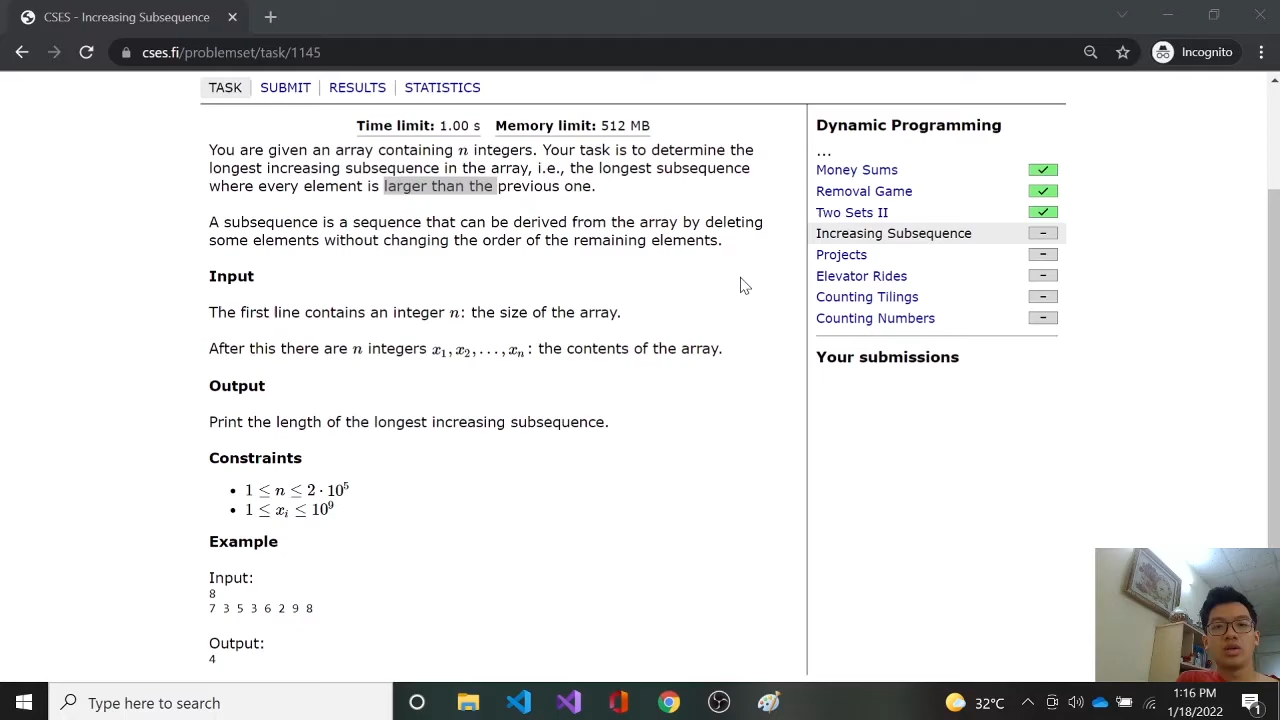 CSES - Increasing Subsequence
cses.fi/problemset/task/1145
Incognito
TASK SUBMIT RESULTS STATISTICS
Time limit: 1.00 s Memory limit: 512 MB
You are given an array containing n integers. Your task is to determine the
longest increasing subsequence in the array, i.e., the longest subsequence
where every element is larger than the previous one.
A subsequence is a sequence that can be derived from the array by deleting
some elements without changing the order of the remaining elements.
Input
The first line contains an integer n: the size of the array.
After this there are n integers x₁, x₂, . . . , xₙ: the contents of the array.
Output
Print the length of the longest increasing subsequence.
Constraints
• 1 ≤ n ≤ 2 · 10⁵
• 1 ≤ xᵢ ≤ 10⁹
Example
Input:
8
7 3 5 3 6 2 9 8
Output:
4
Dynamic Programming
...
Money Sums
Removal Game
Two Sets II
Increasing Subsequence
Projects
Elevator Rides
Counting Tilings
Counting Numbers
Your submissions
Type here to search
32°C
1:16 PM
1/18/2022
1